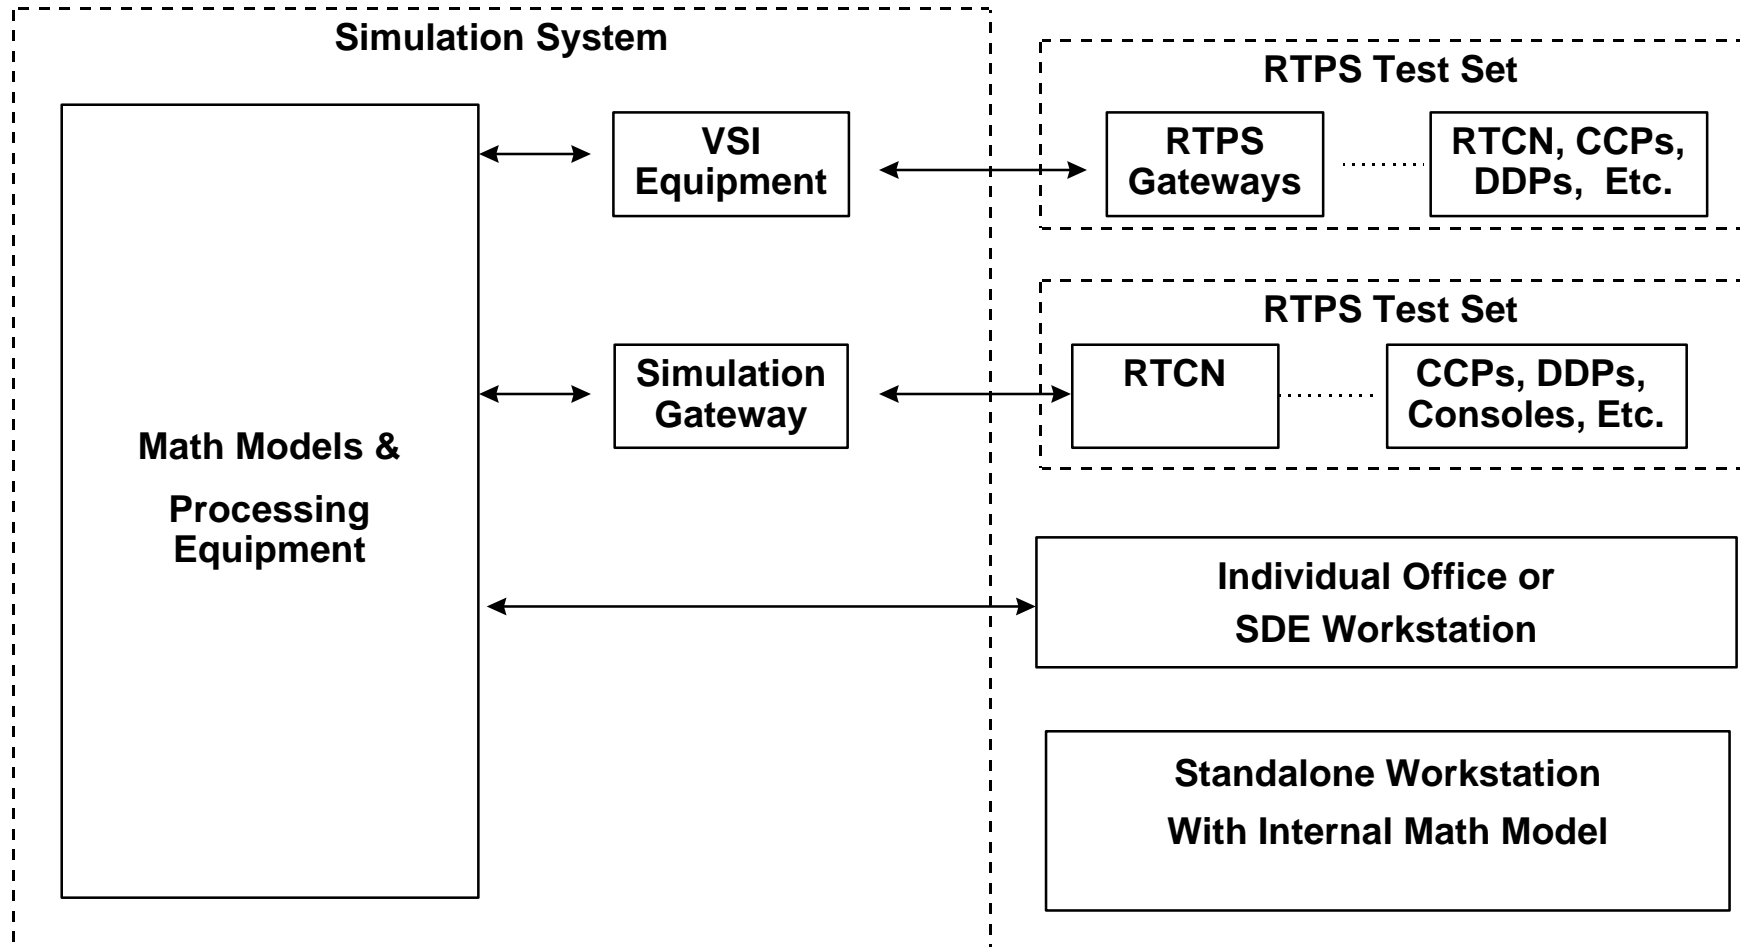 Simulation System
Math Models &
Processing
Equipment
VSI
Equipment
Simulation
Gateway
RTPS Test Set
RTPS
Gateways
RTCN, CCPs,
DDPs, Etc.
RTPS Test Set
RTCN
CCPs, DDPs,
Consoles, Etc.
Individual Office or
SDE Workstation
Standalone Workstation
With Internal Math Model